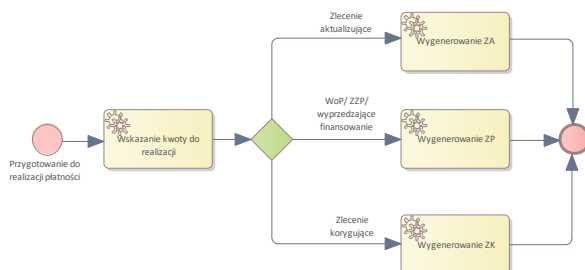 Zlecenie
aktualizujące
Wygenerowanie ZA
WoP/ ZZP/
wyprzedzające
finansowanie
Wskazanie kwoty do
realizacji
Wygenerowanie ZP
Przygotowanie do
realizacji płatności
Zlecenie
korygujące
Wygenerowanie ZK